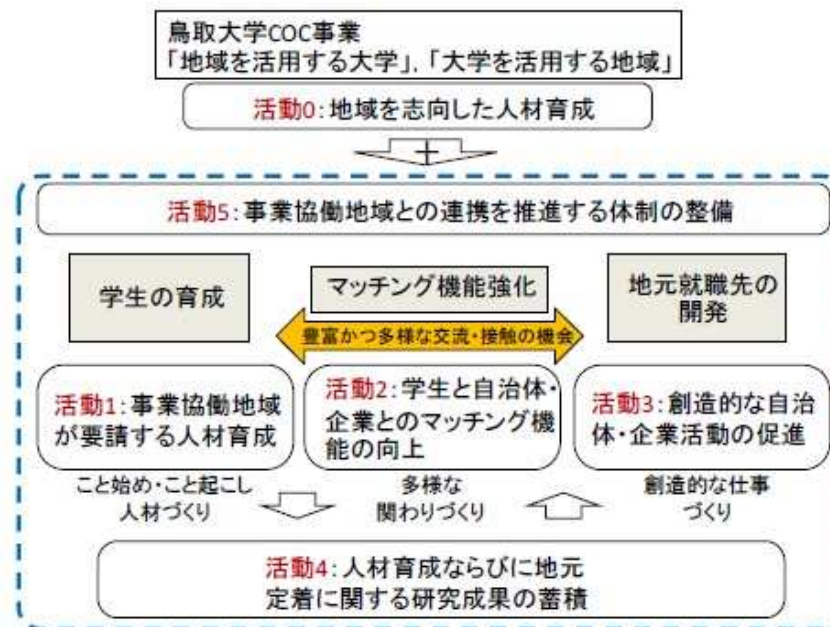 鳥取大学COC事業
「地域を活用する大学」,「大学を活用する地域」
活動0:地域を志向した人材育成
+
活動5:事業協働地域との連携を推進する体制の整備
学生の育成
マッチング機能強化
地元就職先の
開発
豊富かつ多様な交流・接触の機会
活動1:事業協働地域
が要請する人材育成
活動2:学生と自治体・
企業とのマッチング機
能の向上
活動3:創造的な自治
体・企業活動の促進
こと始め・こと起こし
人材づくり
多様な
関わりづくり
創造的な仕事
づくり
活動4:人材育成ならびに地元
定着に関する研究成果の蓄積